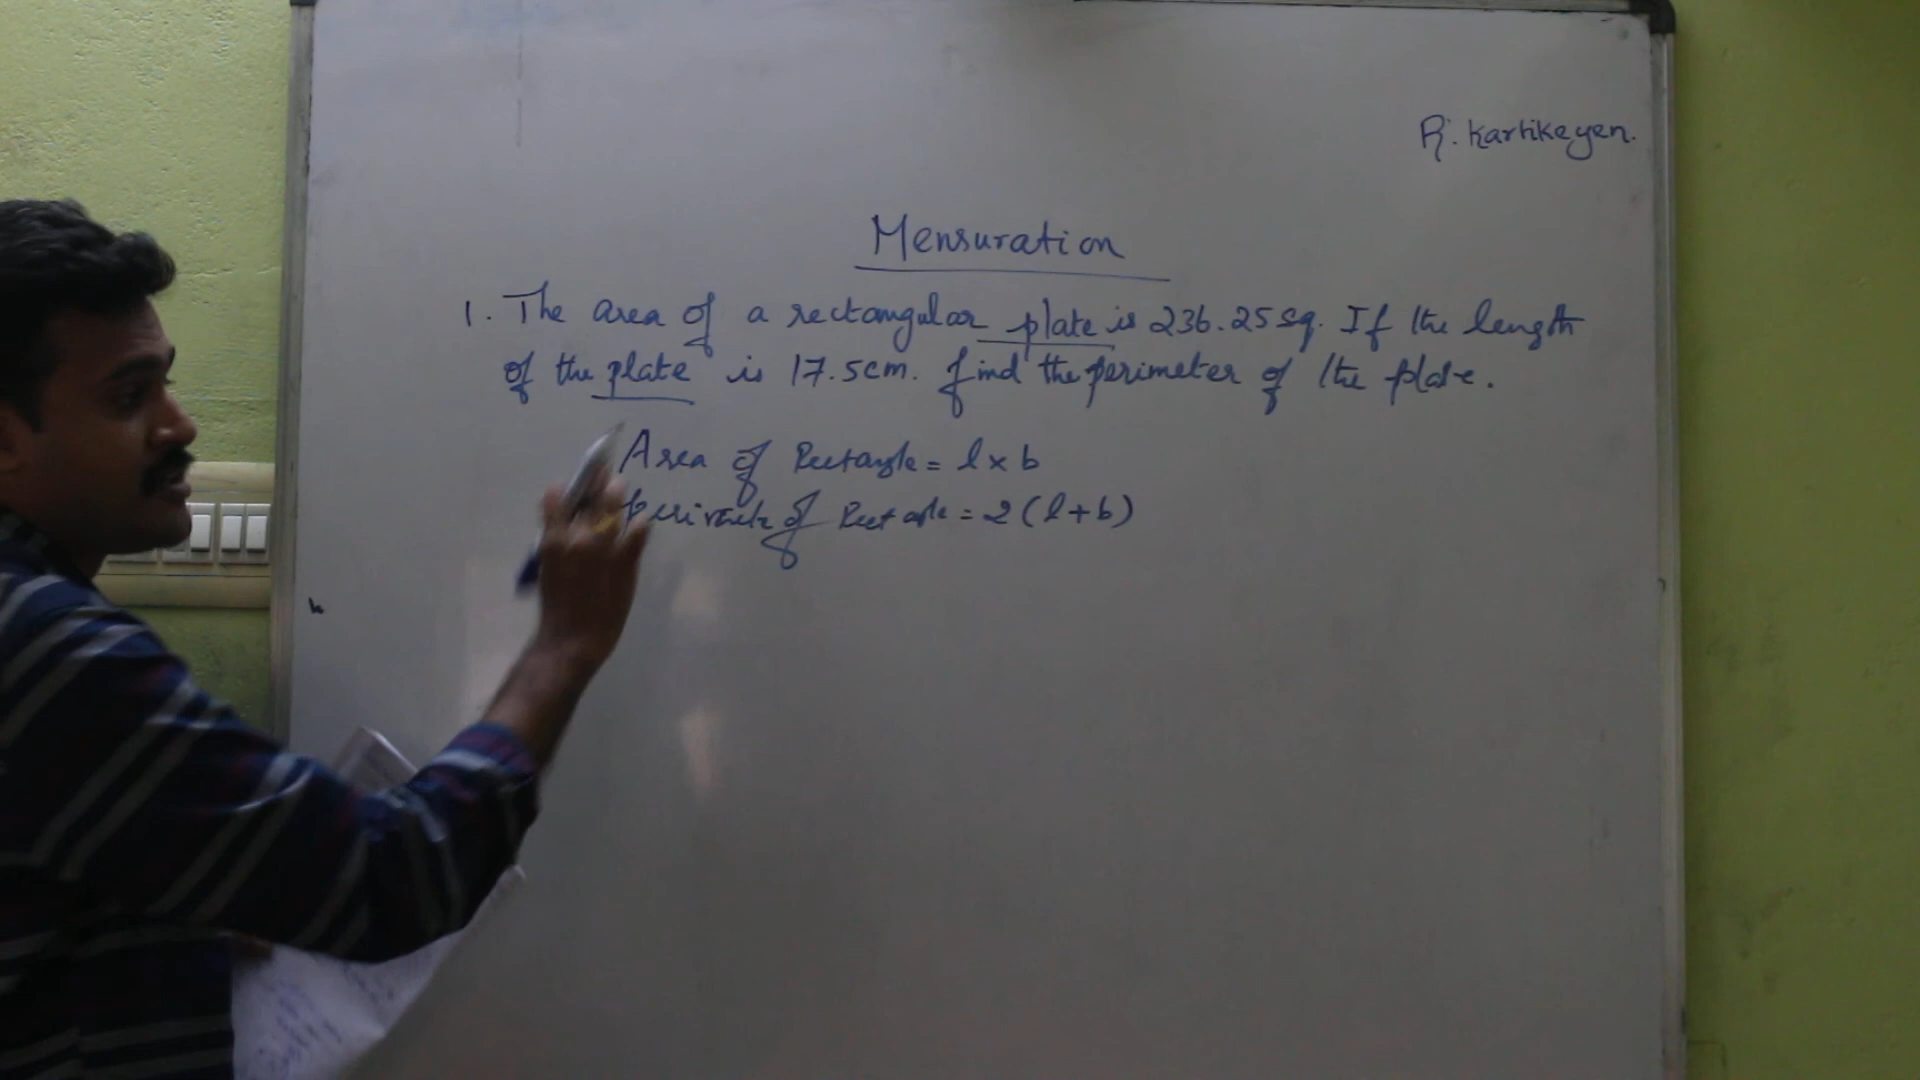 R. Kartikeyen.
Mensuration
1. The area of a rectangular plate is 236.25 sq. If the length
of the plate is 17.5cm. find the perimeter of the plate.
Area of Rectangle = l × b
perimeter of Rectangle = 2 (l + b)